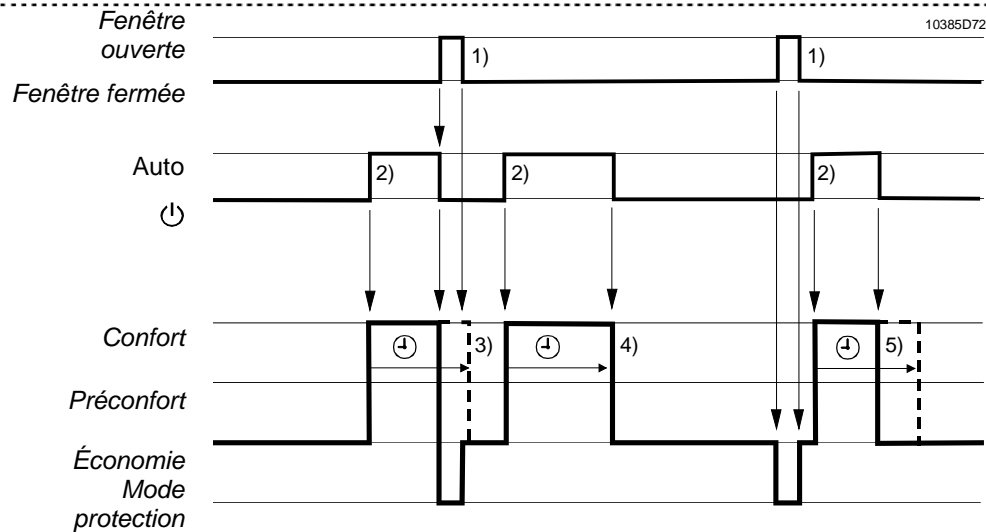 10385D72
Fenêtre
ouverte
1) 1)
Fenêtre fermée
Auto
2) 2) 2)
Confort
3) 4) 5)
Préconfort
Économie
Mode
protection